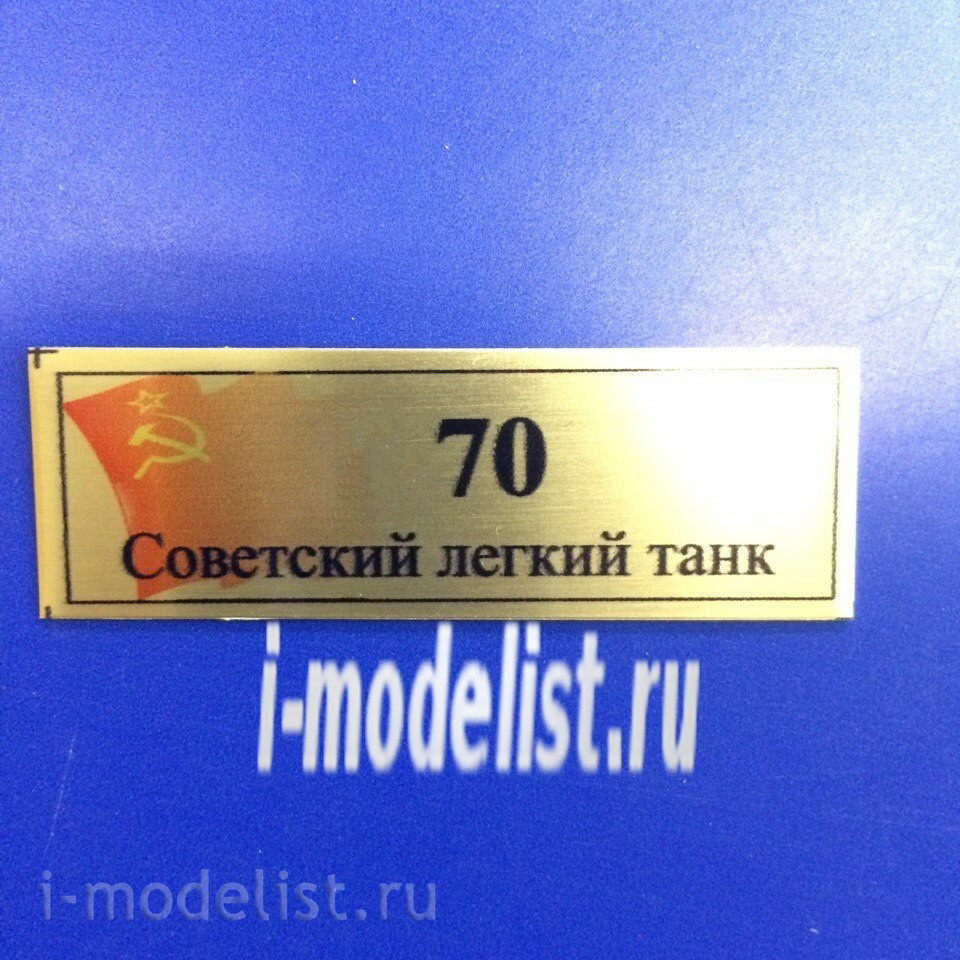 70
Советский легкий танк
i-modelist.ru
i-modelist.ru